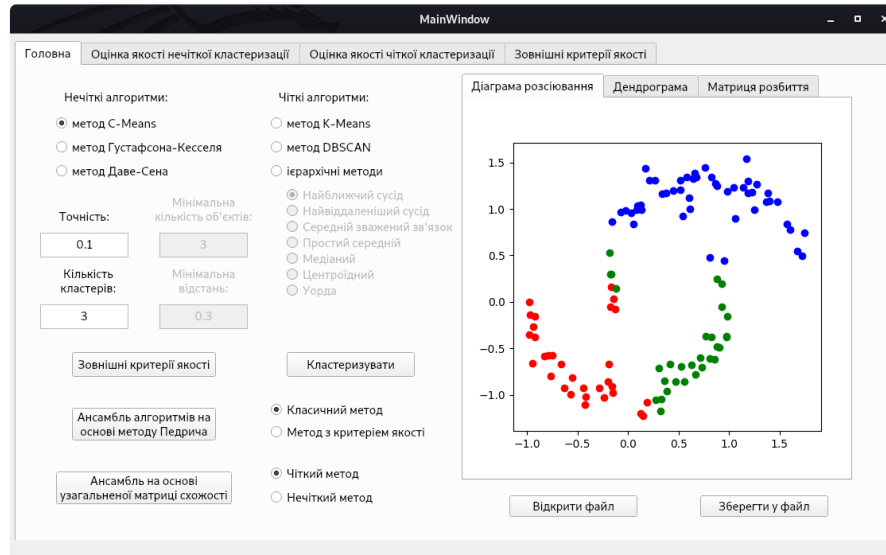 MainWindow
Головна
Оцінка якості нечіткої кластеризації
Оцінка якості чіткої кластеризації
Зовнішні критерії якості
Нечіткі алгоритми:
метод C-Means
метод Густафсона-Кесселя
метод Даве-Сена
Чіткі алгоритми:
метод K-Means
метод DBSCAN
ієрархічні методи
Найближчий сусід
Найвіддаленіший сусід
Середній зважений зв'язок
Простий середній
Медіаний
Центроїдний
Уорда
Точність:
0.1
Мінімальна
кількість об'єктів:
3
Кількість
кластерів:
3
Мінімальна
відстань:
0.3
Зовнішні критерії якості
Кластеризувати
Ансамбль алгоритмів на
основі методу Педрича
Класичний метод
Метод з критерієм якості
Ансамбль на основі
узагальненої матриці схожості
Чіткий метод
Нечіткий метод
Діаграма розсіювання
Дендрограма
Матриця розбиття
1.5
1.0
0.5
0.0
−0.5
−1.0
−1.0 −0.5 0.0 0.5 1.0 1.5
Відкрити файл
Зберегти у файл